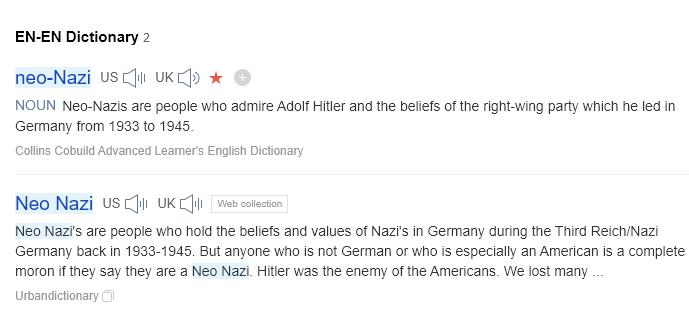 EN-EN Dictionary 2
neo-Nazi US UK
NOUN Neo-Nazis are people who admire Adolf Hitler and the beliefs of the right-wing party which he led in
Germany from 1933 to 1945.
Collins Cobuild Advanced Learner's English Dictionary
Neo Nazi US UK Web collection
Neo Nazi's are people who hold the beliefs and values of Nazi's in Germany during the Third Reich/Nazi
Germany back in 1933-1945. But anyone who is not German or who is especially an American is a complete
moron if they say they are a Neo Nazi. Hitler was the enemy of the Americans. We lost many ...
Urbandictionary